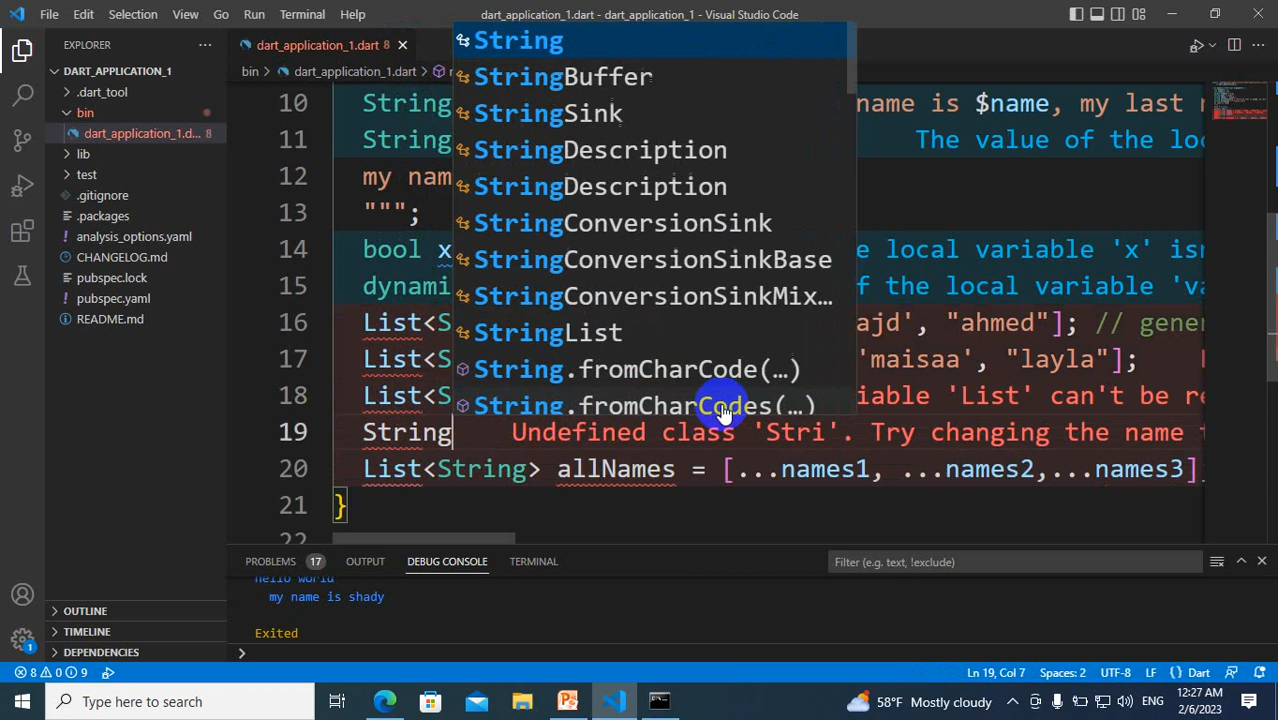 File Edit Selection View Go Run Terminal Help
dart_application_1.dart - dart_application_1 - Visual Studio Code
EXPLORER
DART_APPLICATION_1
.dart_tool
bin
dart_application_1.d... 8
lib
test
.gitignore
.packages
analysis_options.yaml
CHANGELOG.md
pubspec.lock
pubspec.yaml
README.md
OUTLINE
TIMELINE
DEPENDENCIES
dart_application_1.dart 8
bin > dart_application_1.dart >
10 String name is $name, my last
11 String The value of the
12 my nam
13 """;
14 bool x e local variable 'x'
15 dynami of the local variable
16 List<S ajd', "ahmed"]; //
17 List<S 'maisaa', "layla"];
18 List<S iable 'List' can't be
19 String Undefined class 'Stri'. Try changing the name
20 List<String> allNames = [...names1, ...names2,...names3]
21 }
22
String
StringBuffer
StringSink
StringDescription
StringDescription
StringConversionSink
StringConversionSinkBase
StringConversionSinkMix...
StringList
String.fromCharCode(…)
String.fromCharCodes(…)
PROBLEMS 17 OUTPUT DEBUG CONSOLE TERMINAL
Filter (e.g. text, !exclude)
hello world
my name is shady
Exited
>
8 0 9
Ln 19, Col 7 Spaces: 2 UTF-8 LF { } Dart
1
Type here to search
58°F Mostly cloudy
ENG
12:27 AM
2/6/2023